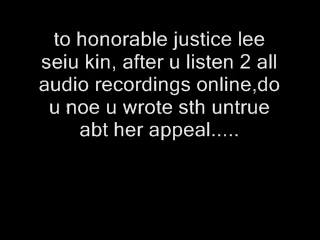 to honorable justice lee
seiu kin, after u listen 2 all
audio recordings online,do
u noe u wrote sth untrue
abt her appeal.....